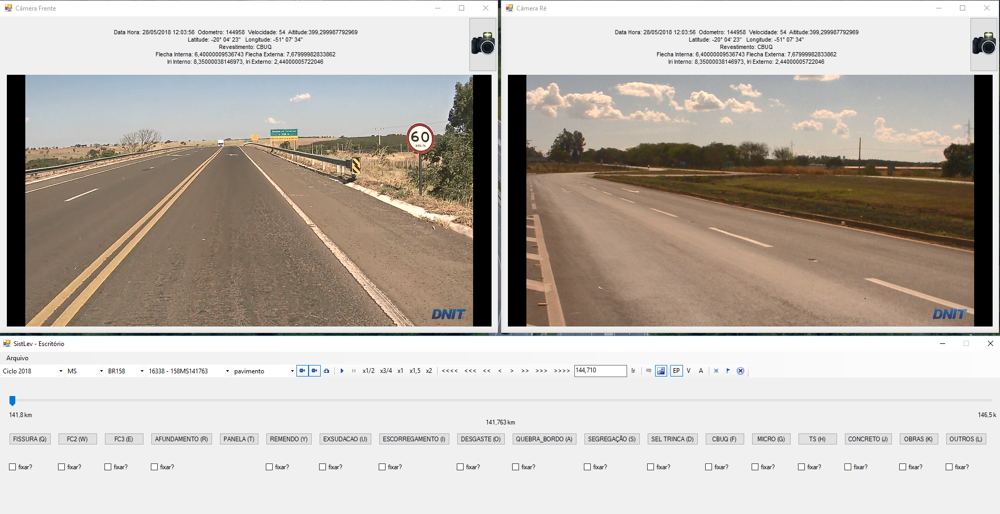 Câmera Frente
Data Hora: 28/05/2018 12:03:56 Odometro: 144958 Velocidade: 54 Altitude:399,299987792969
Latitude: -20° 04' 23" Longitude: -51° 07' 34"
Revestimento: CBUQ
Flecha Interna: 6,40000009536743 Flecha Externa: 7,67999982833862
Iri Interno: 8,35000038146973, Iri Externo: 2,44000005722046
Acesso ao Terminal
a 430 m
60
km/h
DNIT
Câmera Ré
Data Hora: 28/05/2018 12:03:56 Odometro: 144958 Velocidade: 54 Altitude:399,299987792969
Latitude: -20° 04' 23" Longitude: -51° 07' 34"
Revestimento: CBUQ
Flecha Interna: 6,40000009536743 Flecha Externa: 7,67999982833862
Iri Interno: 8,35000038146973, Iri Externo: 2,44000005722046
DNIT
SistLev - Escritório
Arquivo
Ciclo 2018 MS BR158 16338 - 158MS141763 pavimento x1/2 x3/4 x1 x1,5 x2 <<<< <<< << < > >> >>> >>>> 144,710 Ir EP V A
141,8 km 146,5 k
141,763 km
FISSURA (Q) FC2 (W) FC3 (E) AFUNDAMENTO (R) PANELA (T) REMENDO (Y) EXSUDACAO (U) ESCORREGAMENTO (I) DESGASTE (O) QUEBRA_BORDO (A) SEGREGAÇÃO (S) SEL TRINCA (D) CBUQ (F) MICRO (G) TS (H) CONCRETO (J) OBRAS (K) OUTROS (L)
fixar? fixar? fixar? fixar? fixar? fixar? fixar? fixar? fixar? fixar? fixar? fixar? fixar? fixar? fixar? fixar? fixar?